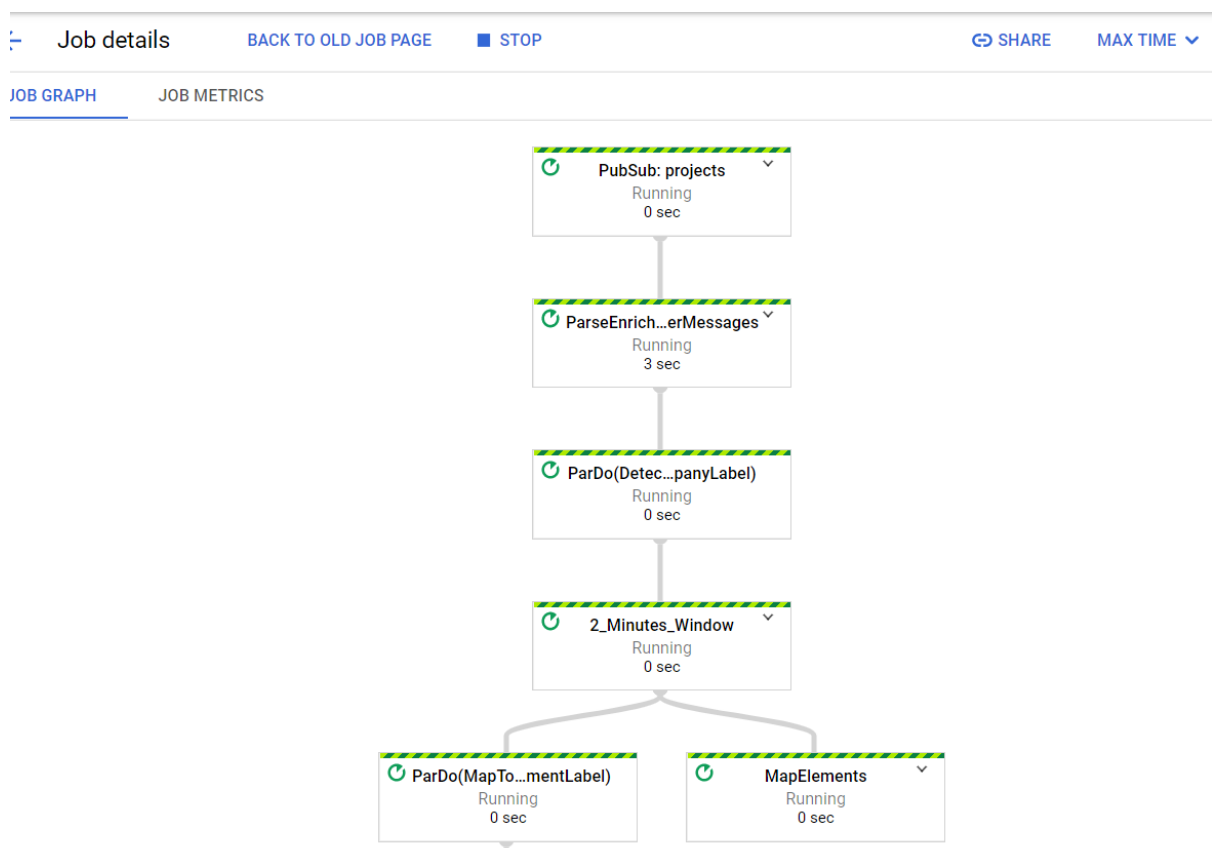 Job details BACK TO OLD JOB PAGE STOP SHARE MAX TIME
JOB GRAPH JOB METRICS
PubSub: projects
Running
0 sec
ParseEnrich...erMessages
Running
3 sec
ParDo(Detec...panyLabel)
Running
0 sec
2_Minutes_Window
Running
0 sec
ParDo(MapTo...mentLabel)
Running
0 sec
MapElements
Running
0 sec